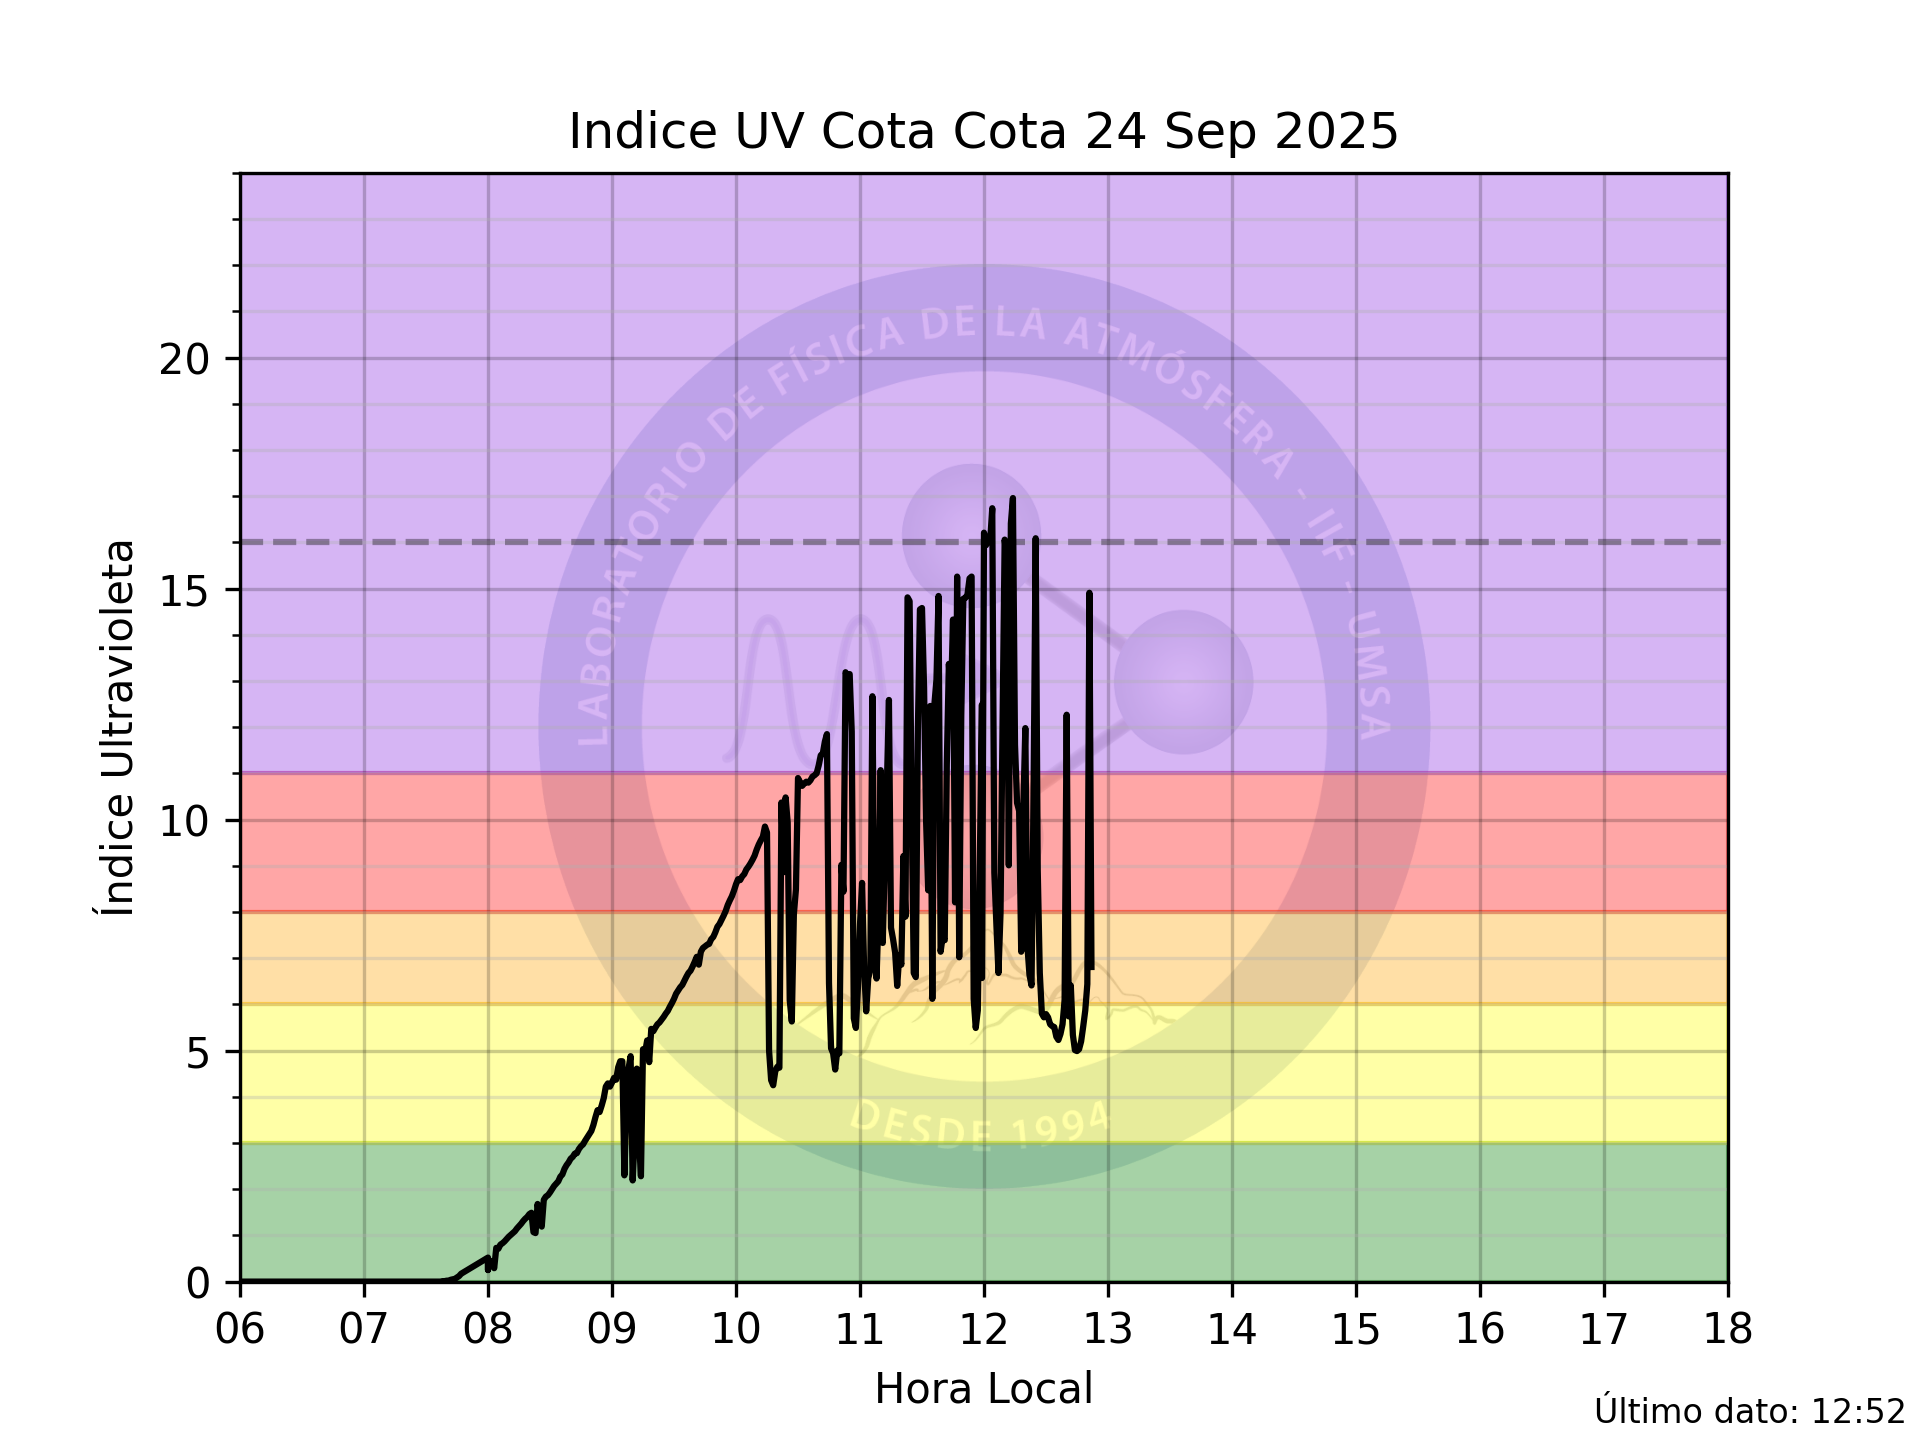 Indice UV Cota Cota 24 Sep 2025
LABORATORIO DE FÍSICA DE LA ATMÓSFERA - IIF - UMSA
DESDE 1994
Índice Ultravioleta
20
15
10
5
0
06 07 08 09 10 11 12 13 14 15 16 17 18
Hora Local
Último dato: 12:52